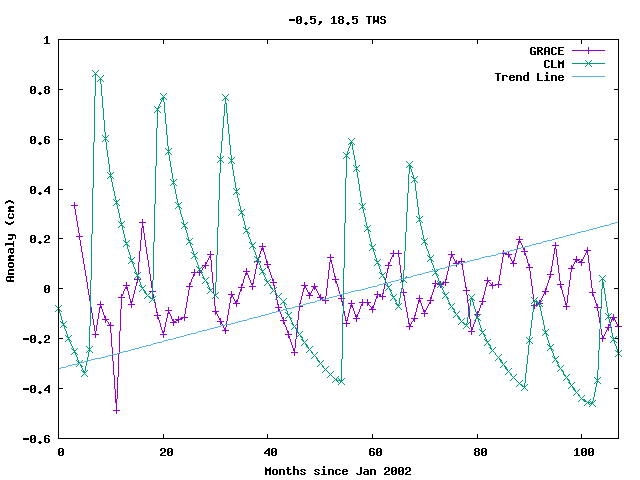 -0.5, 18.5 TWS
GRACE
CLM
Trend Line
Anomaly (cm)
1
0.8
0.6
0.4
0.2
0
-0.2
-0.4
-0.6
0 20 40 60 80 100
Months since Jan 2002